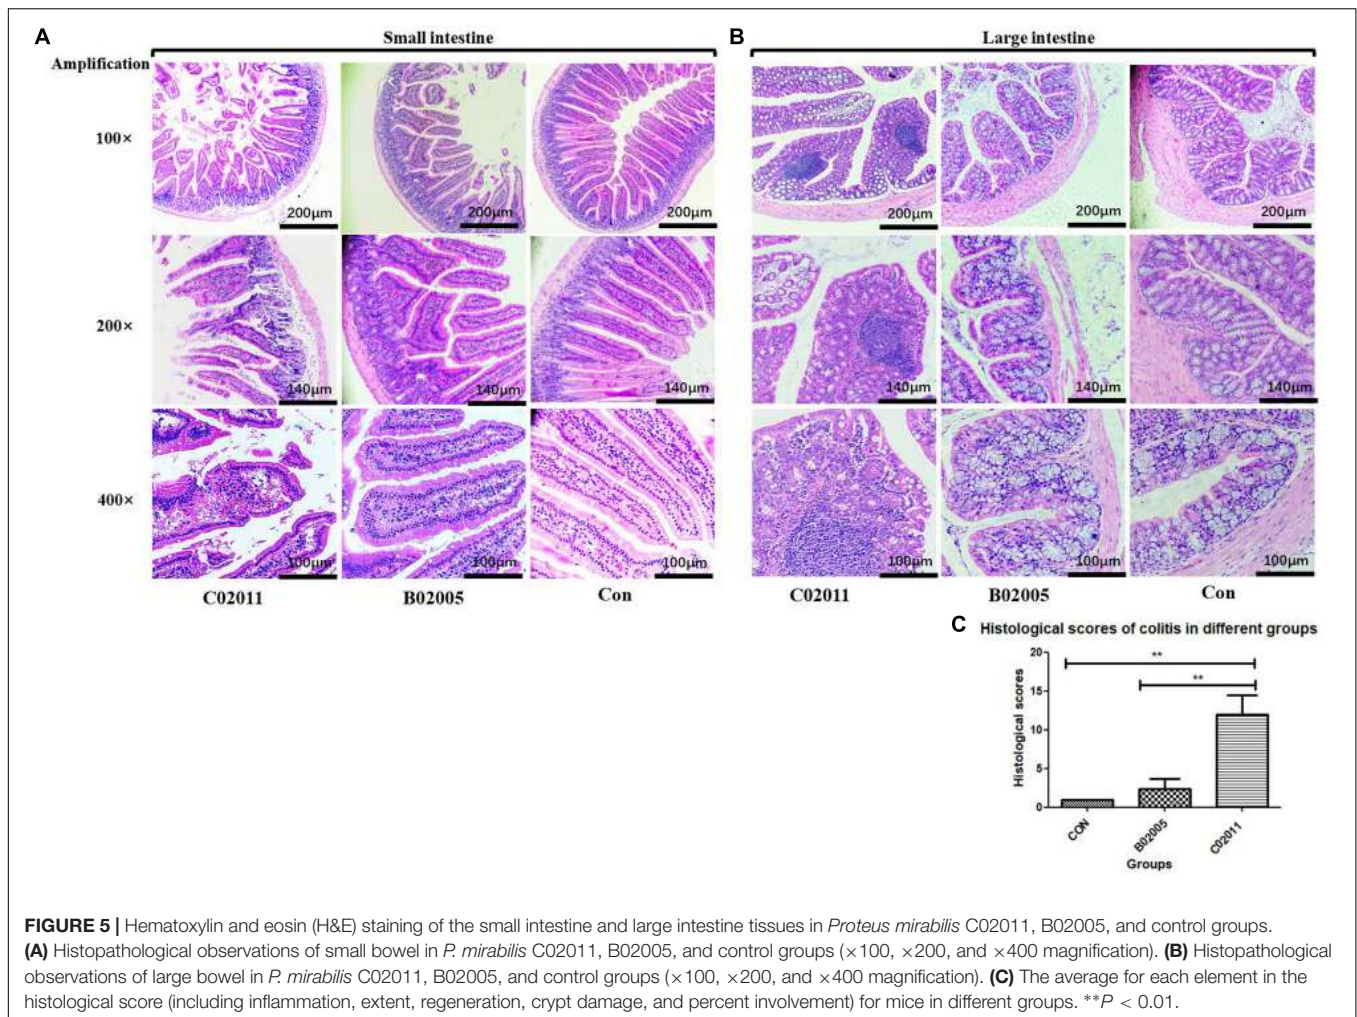 A
Small intestine
B
Large intestine
Amplification
100×
200μm
200μm
200μm
200μm
200μm
200μm
200×
140μm
140μm
140μm
140μm
140μm
140μm
400×
100μm
100μm
100μm
100μm
100μm
100μm
C02011
B02005
Con
C02011
B02005
Con
C
Histological scores of colitis in different groups
Histological scores
20
15
10
5
0
**
**
CON
B02005
C02011
Groups
FIGURE 5 | Hematoxylin and eosin (H&E) staining of the small intestine and large intestine tissues in Proteus mirabilis C02011, B02005, and control groups.
(A) Histopathological observations of small bowel in P. mirabilis C02011, B02005, and control groups (×100, ×200, and ×400 magnification). (B) Histopathological
observations of large bowel in P. mirabilis C02011, B02005, and control groups (×100, ×200, and ×400 magnification). (C) The average for each element in the
histological score (including inflammation, extent, regeneration, crypt damage, and percent involvement) for mice in different groups. **P < 0.01.